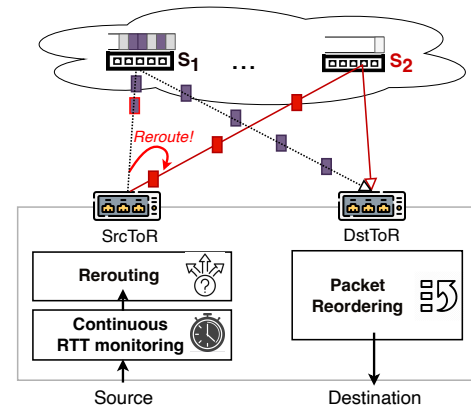 S1
...
S2
Reroute!
SrcToR
DstToR
Rerouting
?
Continuous
RTT monitoring
Packet
Reordering
Source
Destination